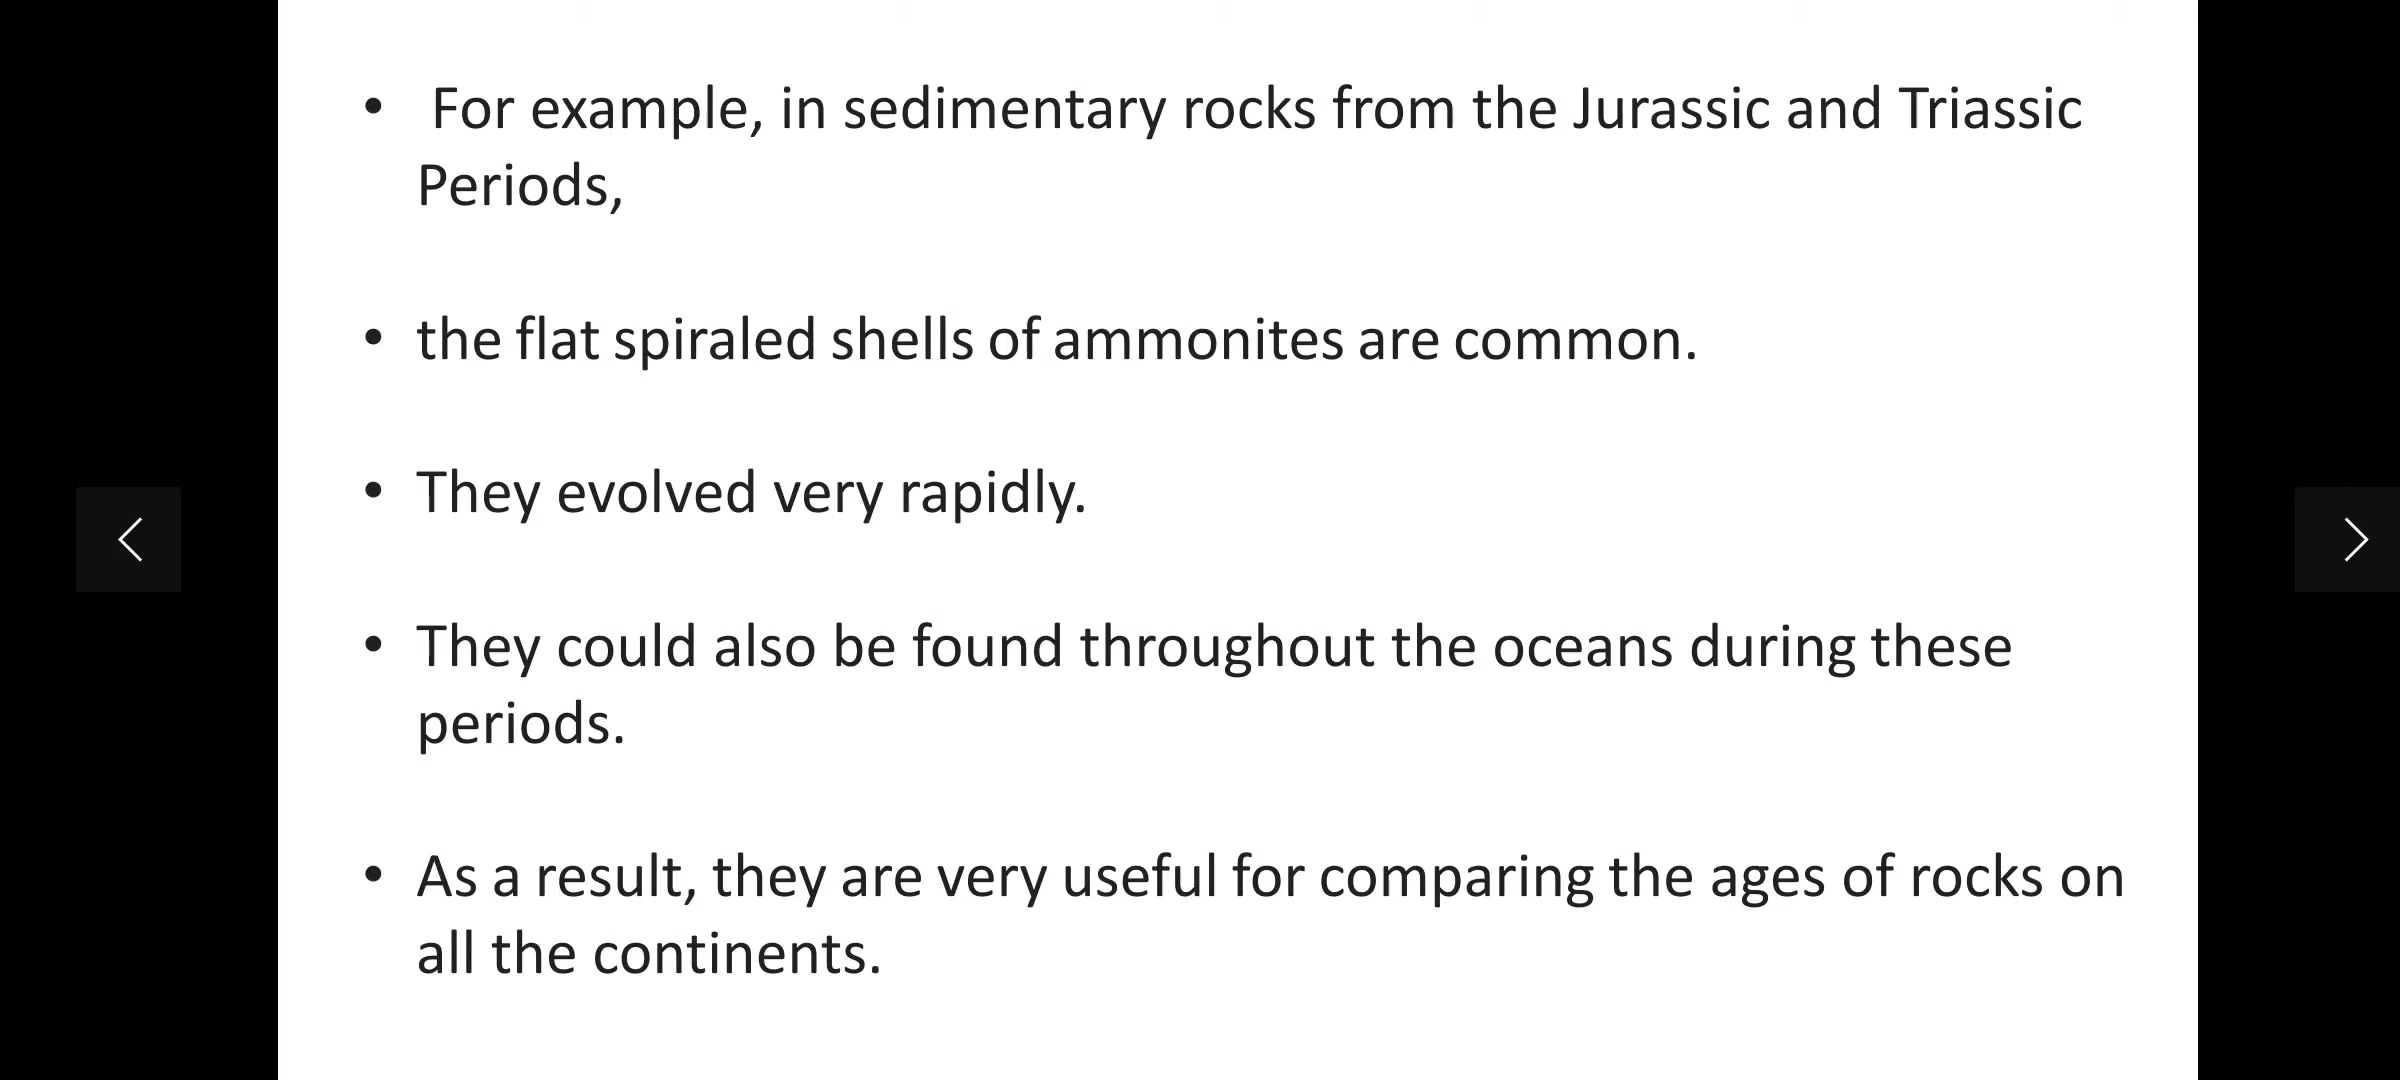 • For example, in sedimentary rocks from the Jurassic and Triassic
Periods,
• the flat spiraled shells of ammonites are common.
• They evolved very rapidly.
• They could also be found throughout the oceans during these
periods.
• As a result, they are very useful for comparing the ages of rocks on
all the continents.